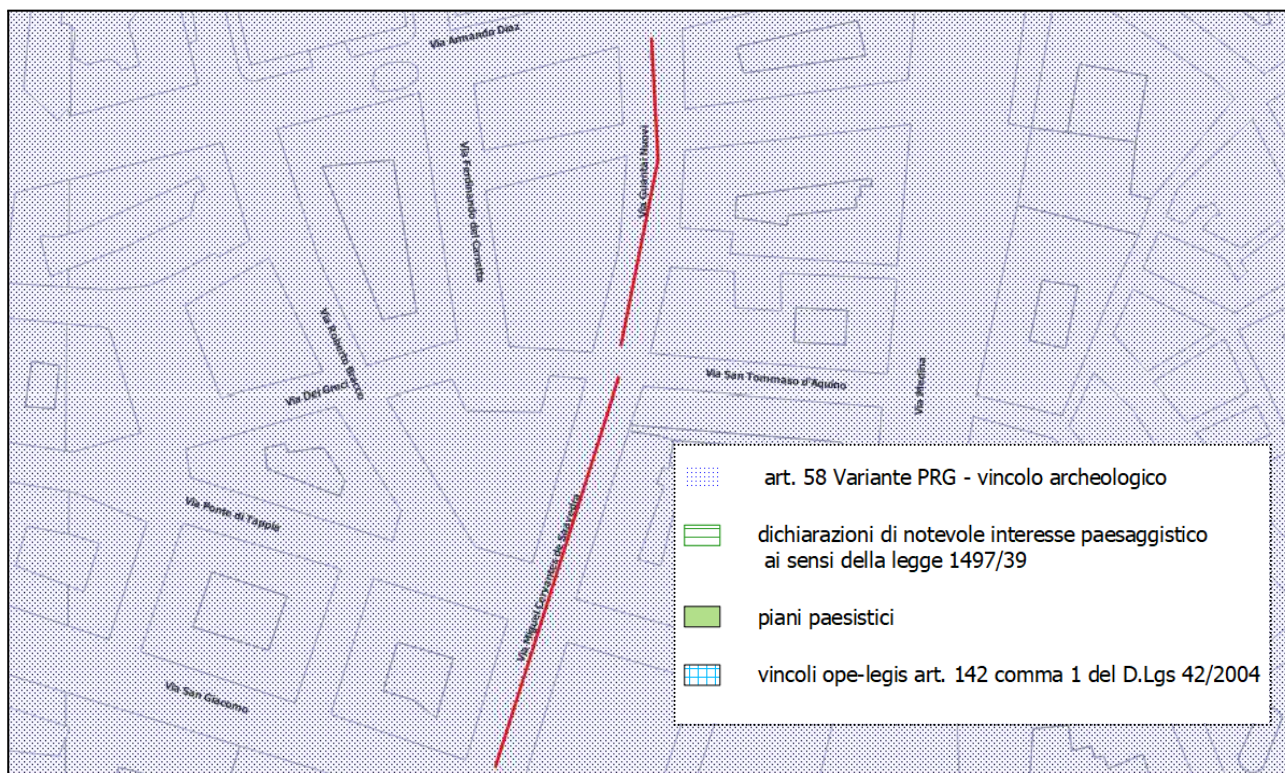 Via Armando Diaz
Via Guantai Nuovi
Via Ferdinando del Carretto
Via Roberto Bracco
Via Dei Greci
Via San Tommaso d'Aquino
Via Medina
Via Ponte di Tappia
Via Miguel Cervantes de Saavedra
Via San Giacomo
art. 58 Variante PRG - vincolo archeologico
dichiarazioni di notevole interesse paesaggistico
ai sensi della legge 1497/39
piani paesistici
vincoli ope-legis art. 142 comma 1 del D.Lgs 42/2004